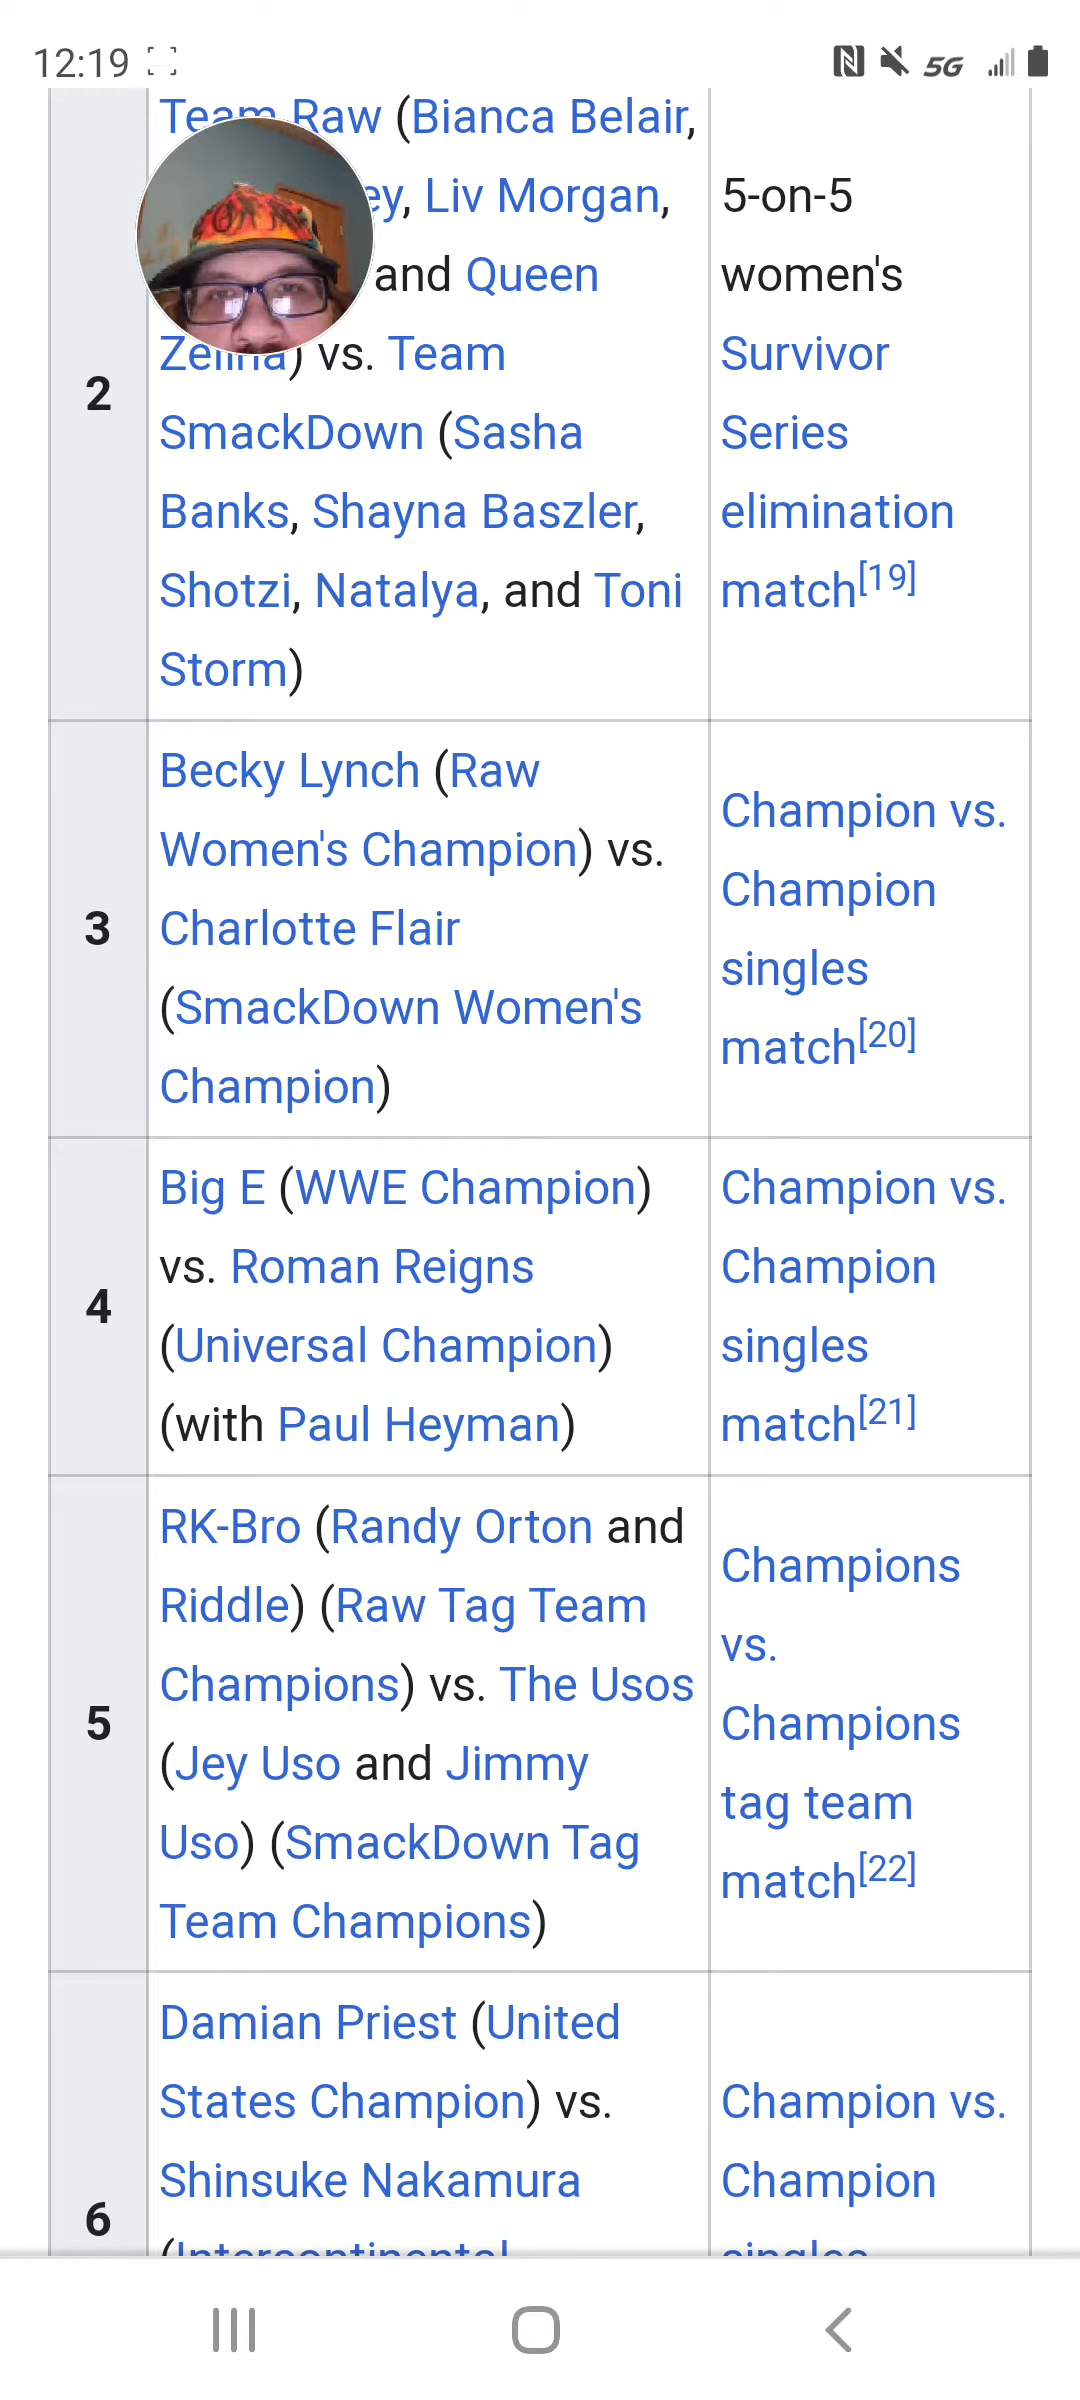 12:19
5G
Team Raw (Bianca Belair,
ey, Liv Morgan,
and Queen
Zelina) vs. Team
SmackDown (Sasha
Banks, Shayna Baszler,
Shotzi, Natalya, and Toni
Storm)
2
5-on-5
women's
Survivor
Series
elimination
match[19]
3
Becky Lynch (Raw
Women's Champion) vs.
Charlotte Flair
(SmackDown Women's
Champion)
Champion vs.
Champion
singles
match[20]
4
Big E (WWE Champion)
vs. Roman Reigns
(Universal Champion)
(with Paul Heyman)
Champion vs.
Champion
singles
match[21]
5
RK-Bro (Randy Orton and
Riddle) (Raw Tag Team
Champions) vs. The Usos
(Jey Uso and Jimmy
Uso) (SmackDown Tag
Team Champions)
Champions
vs.
Champions
tag team
match[22]
6
Damian Priest (United
States Champion) vs.
Shinsuke Nakamura
(Intercontinental
Champion vs.
Champion
singles